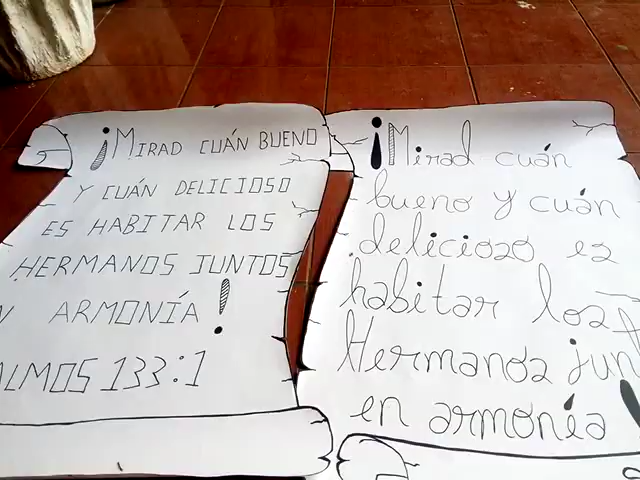 ¡MIRAD CUÁN BUENO
Y CUÁN DELICIOSO
ES HABITAR LOS
HERMANOS JUNTOS
ARMONÍA!
133:1
¡Mirad cuán
bueno y cuán
delicioso es
habitar los
Hermanos jun
en armonía